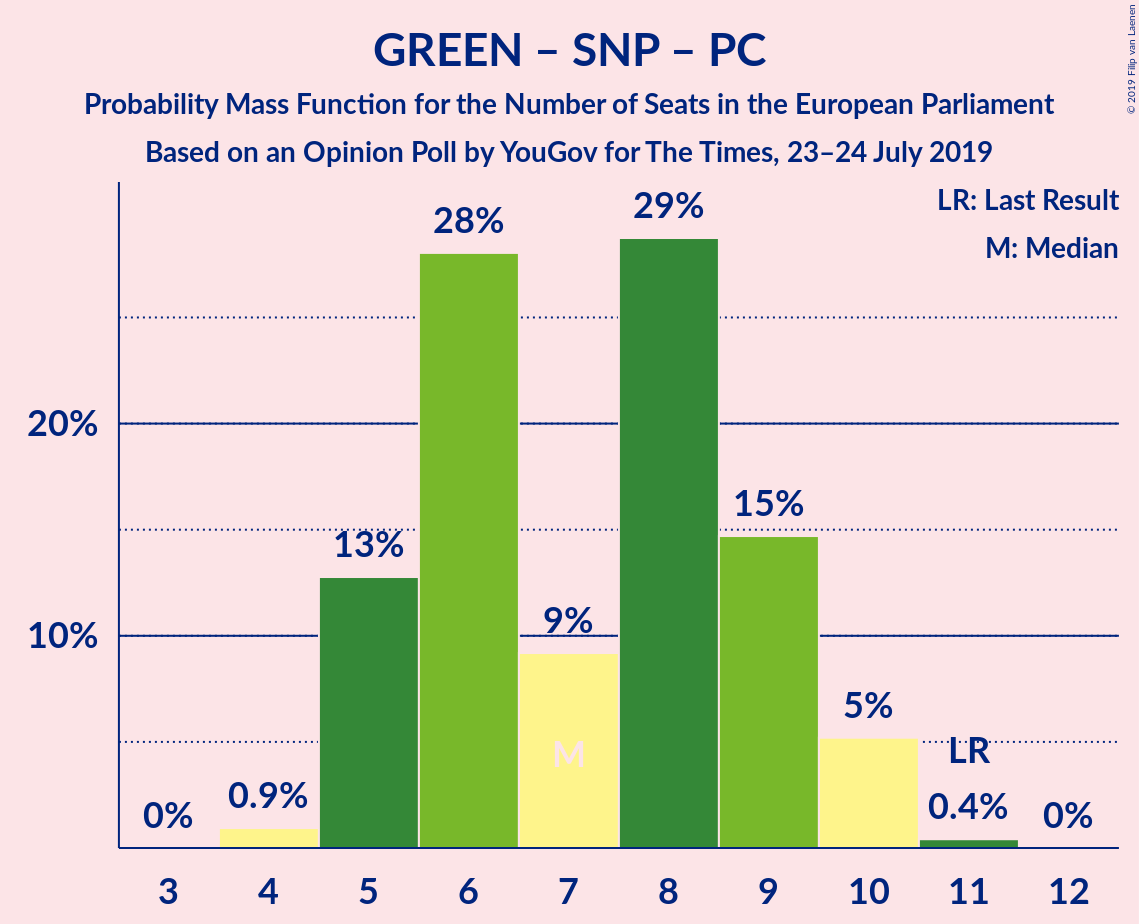 GREEN – SNP – PC
Probability Mass Function for the Number of Seats in the European Parliament
Based on an Opinion Poll by YouGov for The Times, 23–24 July 2019
© 2019 Filip van Laenen
LR: Last Result
M: Median
29%
28%
20%
15%
13%
9%
10%
5%
M
LR
0.9%
0.4%
0%
0%
3 4 5 6 7 8 9 10 11 12